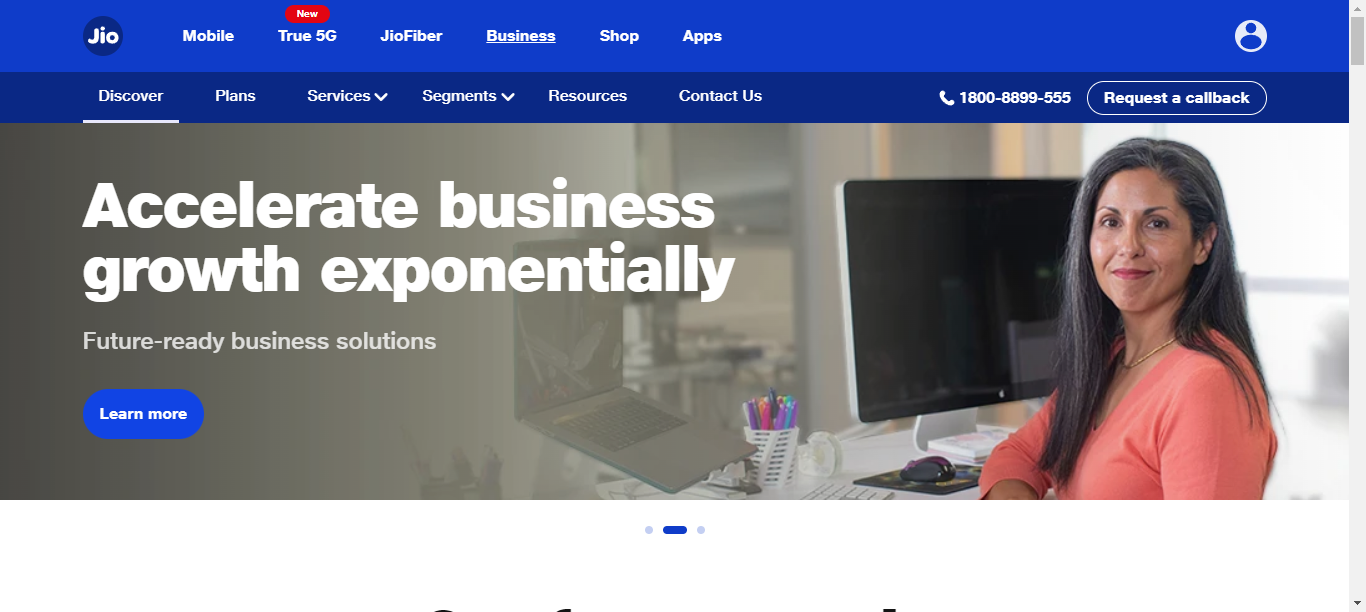 New
Jio Mobile True 5G JioFiber Business Shop Apps
Discover Plans Services Segments Resources Contact Us 1800-8899-555 Request a callback
Accelerate business
growth exponentially
Future-ready business solutions
Learn more